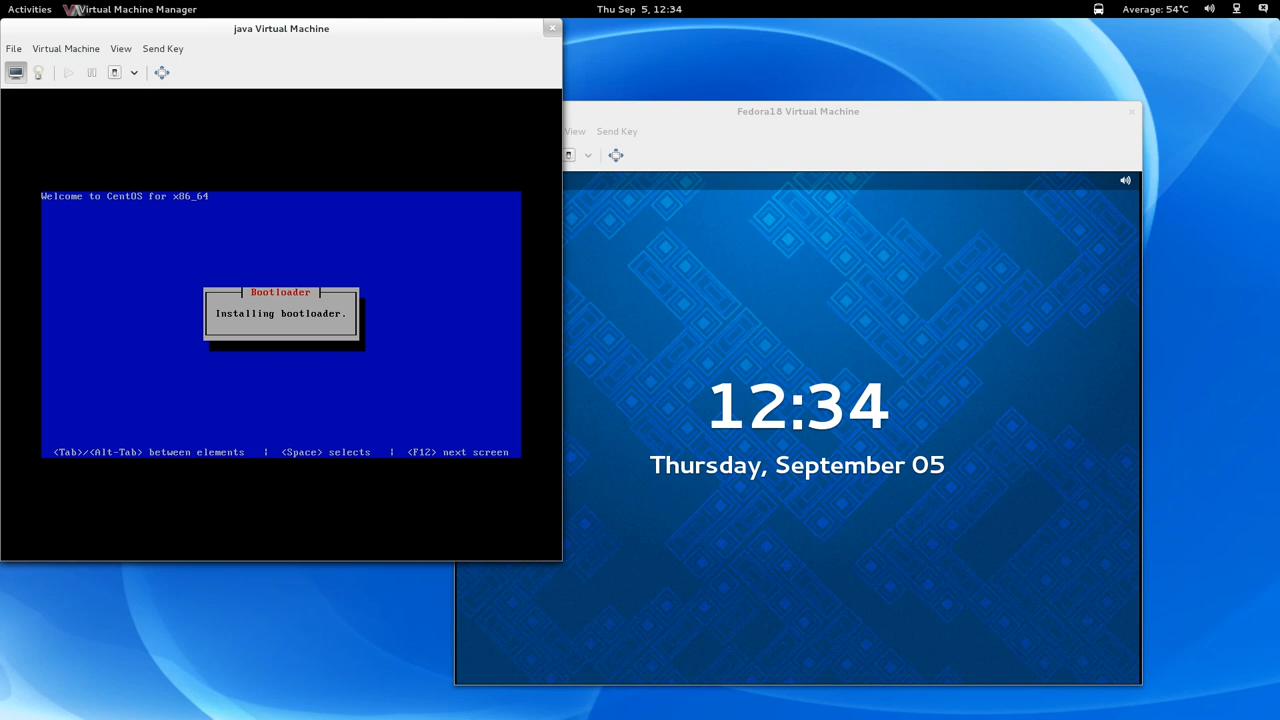 Activities Virtual Machine Manager Thu Sep 5, 12:34 Average: 54°C
java Virtual Machine
File Virtual Machine View Send Key
Welcome to CentOS for x86_64
Bootloader
Installing bootloader.
<Tab>/<Alt-Tab> between elements | <Space> selects | <F12> next screen
Fedora18 Virtual Machine
View Send Key
12:34
Thursday, September 05